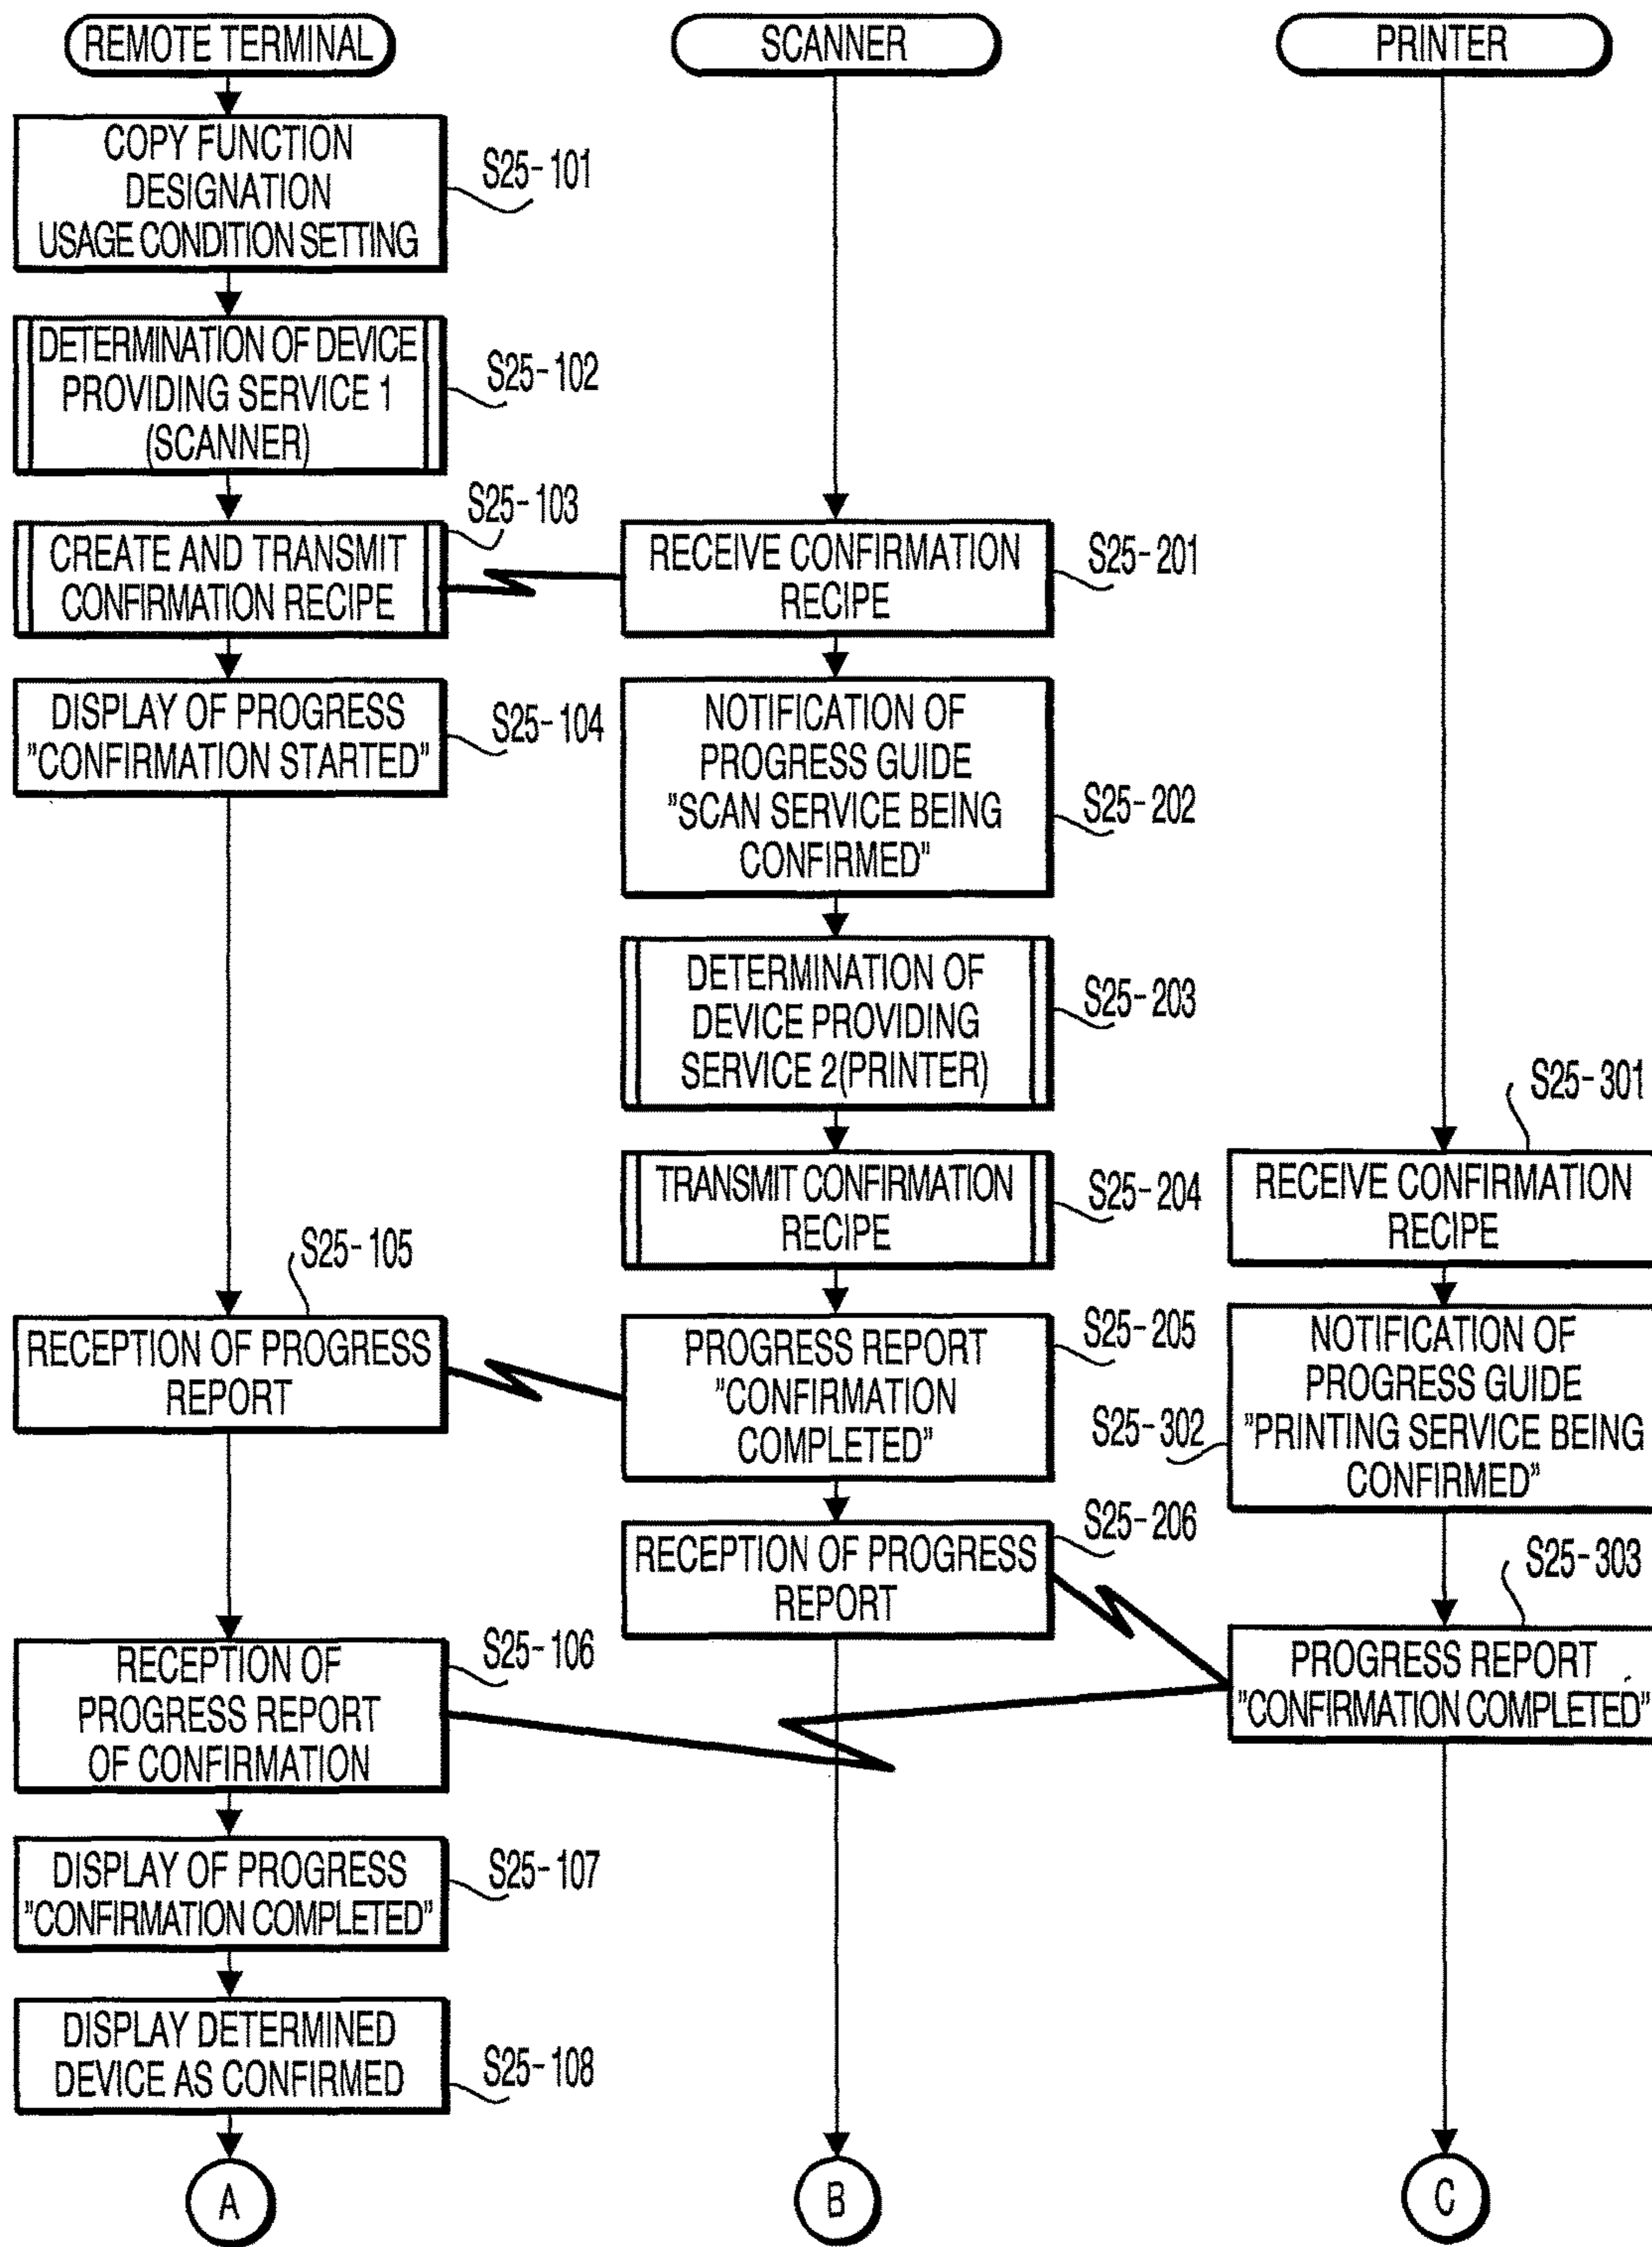 REMOTE TERMINAL
COPY FUNCTION
DESIGNATION
USAGE CONDITION SETTING
S25-101
DETERMINATION OF DEVICE
PROVIDING SERVICE 1
(SCANNER)
S25-102
CREATE AND TRANSMIT
CONFIRMATION RECIPE
S25-103
DISPLAY OF PROGRESS
"CONFIRMATION STARTED"
S25-104
RECEPTION OF PROGRESS
REPORT
S25-105
RECEPTION OF
PROGRESS REPORT
OF CONFIRMATION
S25-106
DISPLAY OF PROGRESS
"CONFIRMATION COMPLETED"
S25-107
DISPLAY DETERMINED
DEVICE AS CONFIRMED
S25-108
A
SCANNER
RECEIVE CONFIRMATION
RECIPE
S25-201
NOTIFICATION OF
PROGRESS GUIDE
"SCAN SERVICE BEING
CONFIRMED"
S25-202
DETERMINATION OF
DEVICE PROVIDING
SERVICE 2(PRINTER)
S25-203
TRANSMIT CONFIRMATION
RECIPE
S25-204
PROGRESS REPORT
"CONFIRMATION
COMPLETED"
S25-205
RECEPTION OF PROGRESS
REPORT
S25-206
B
PRINTER
S25-301
RECEIVE CONFIRMATION
RECIPE
NOTIFICATION OF
PROGRESS GUIDE
"PRINTING SERVICE BEING
CONFIRMED"
S25-302
S25-303
PROGRESS REPORT
"CONFIRMATION COMPLETED"
C